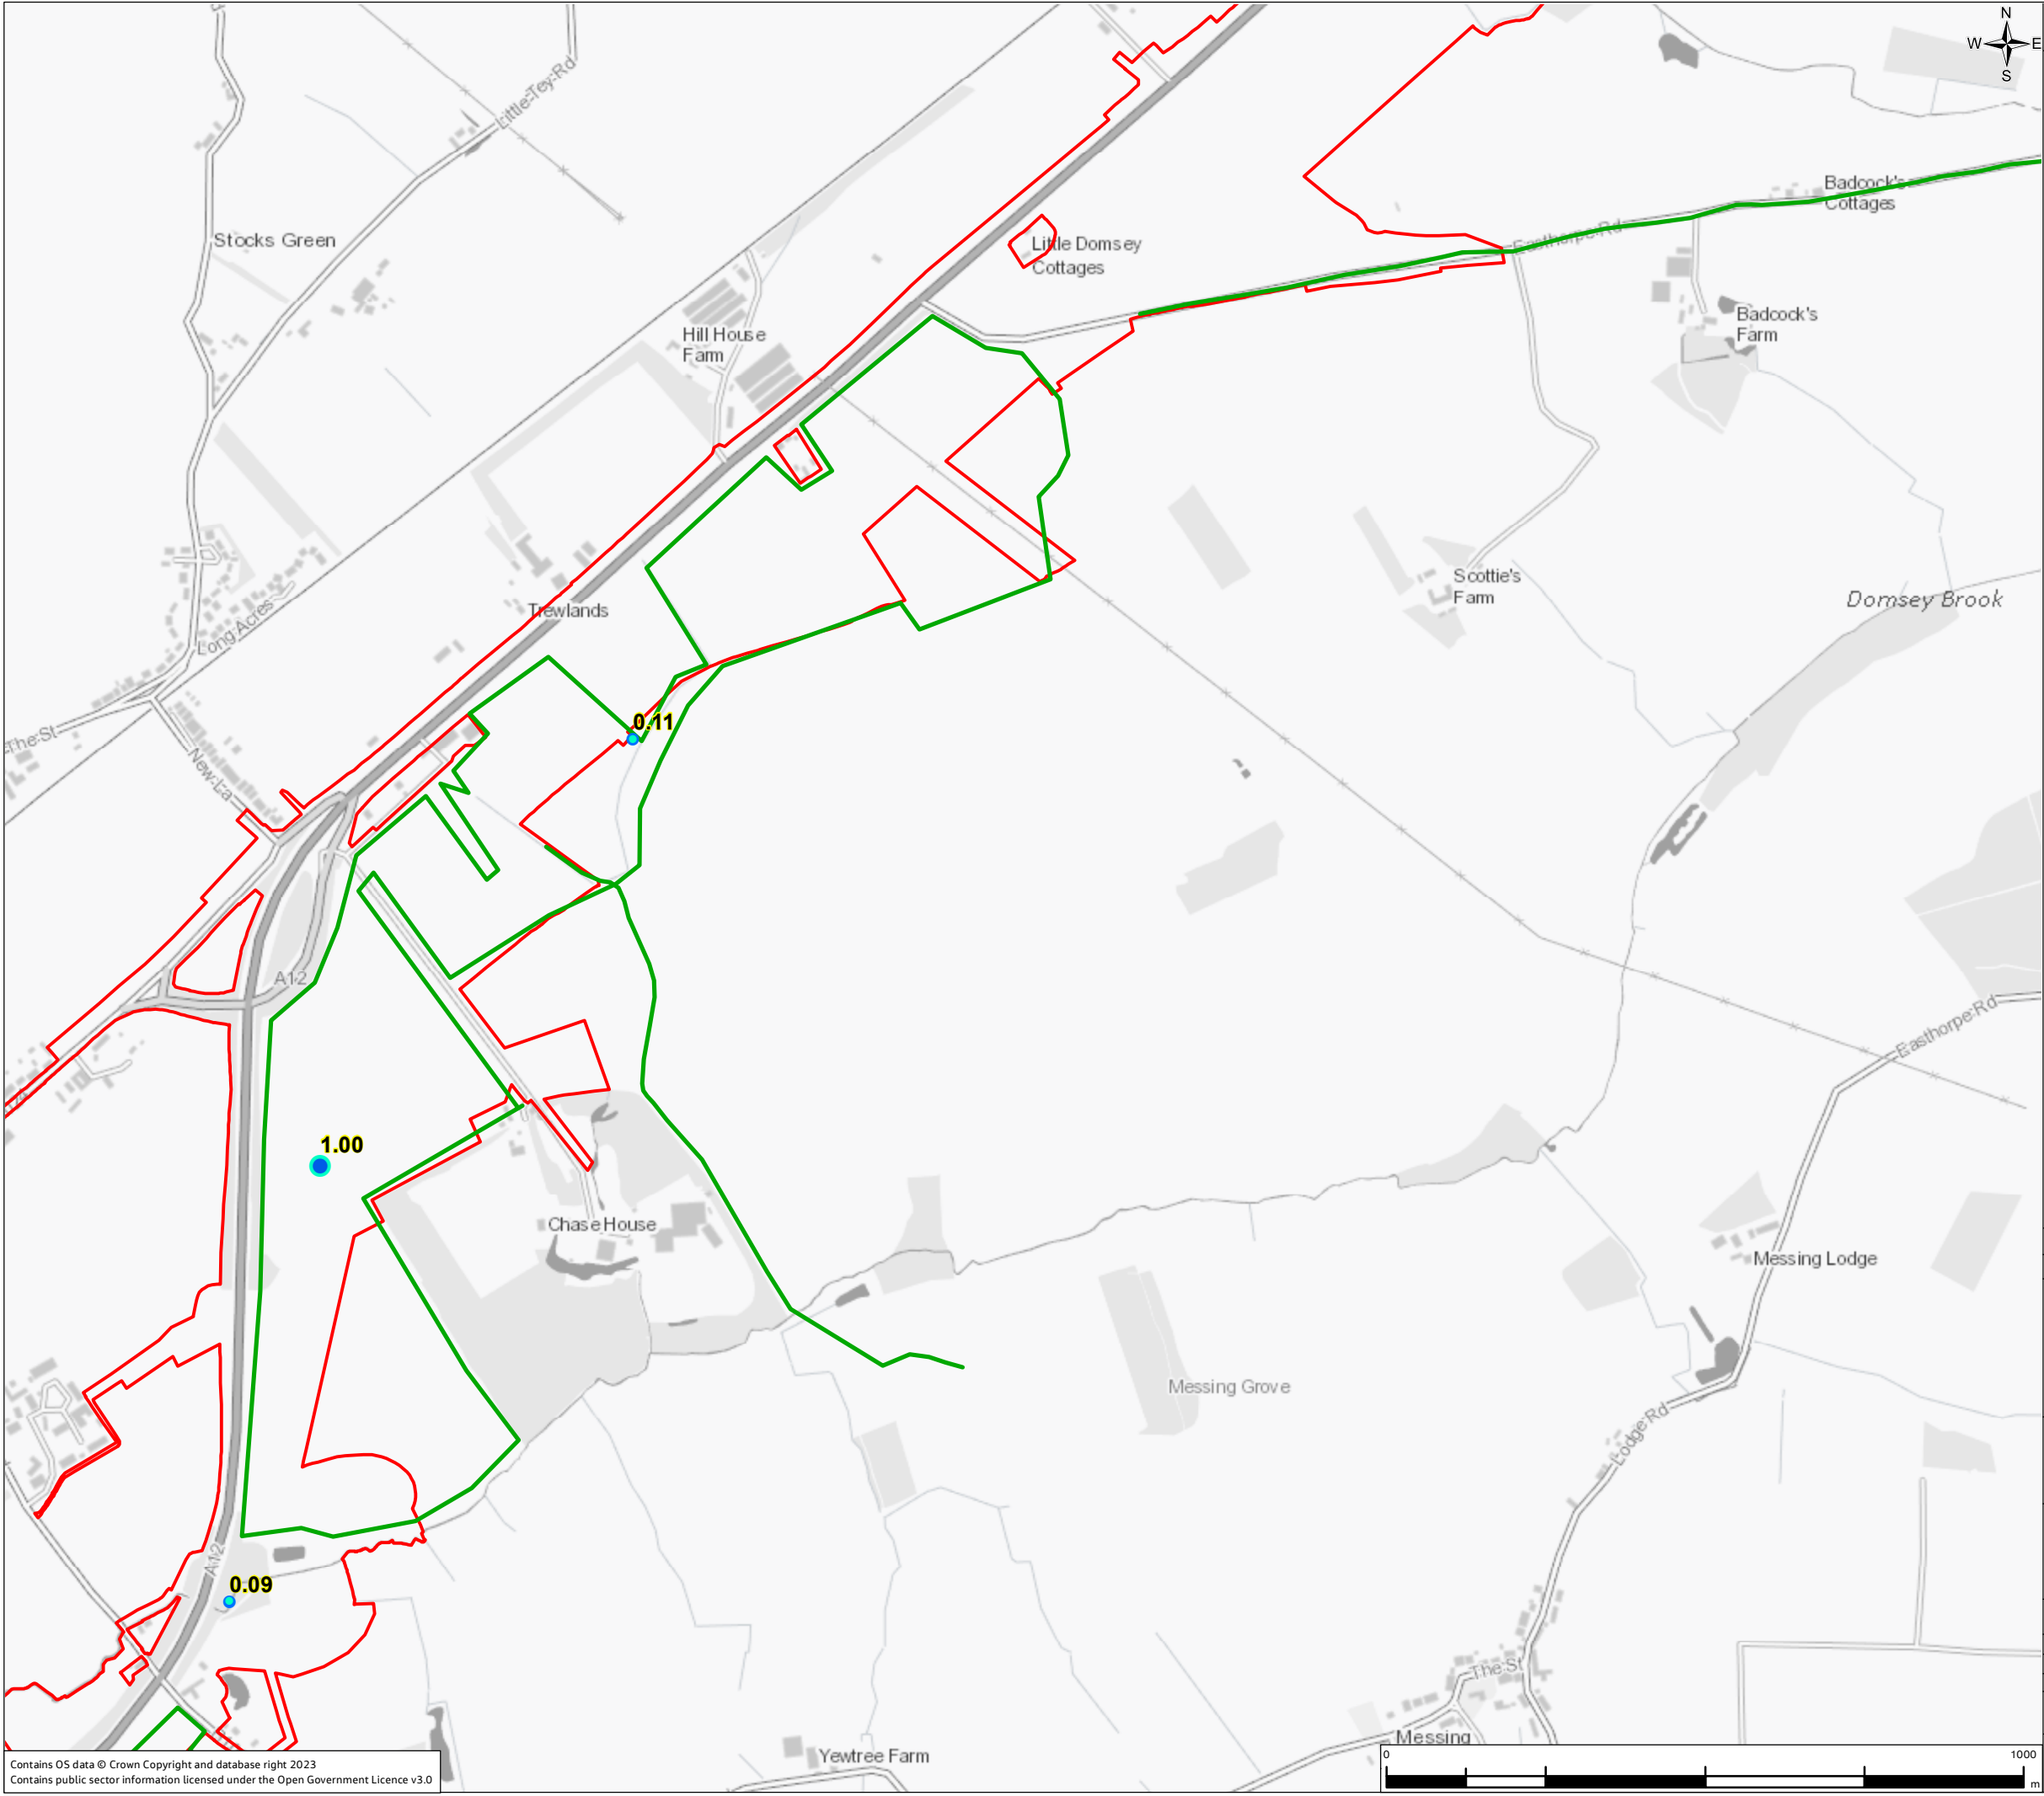 N
W E
S
Little Tey Rd
Stocks Green
Badcock's
Cottages
Easthorpe Rd
Little Domsey
Cottages
Badcock's
Farm
Hill House
Farm
Scottie's
Farm
Domsey Brook
Trewlands
Long Acres
The St
0.11
New La
A12
Easthorpe Rd
1.00
Chase House
Messing Lodge
Messing Grove
Lodge Rd
A12
0.09
The St
Messing
Yewtree Farm
Contains OS data © Crown Copyright and database right 2023
Contains public sector information licensed under the Open Government Licence v3.0
0 1000
m